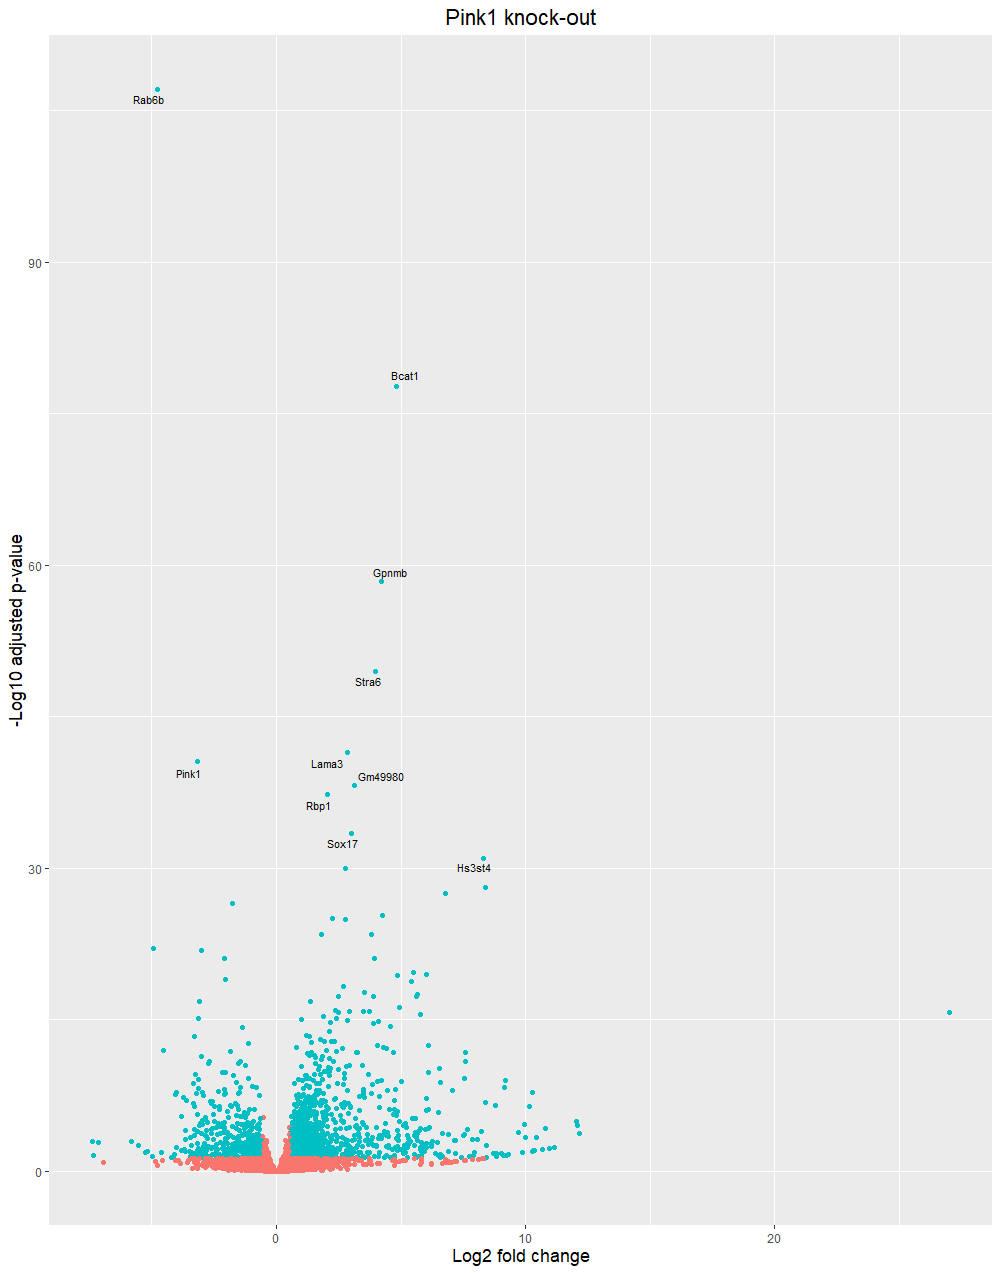 Pink1 knock-out
Rab6b
90
Bcat1
Gpnmb
60
Stra6
Lama3
Pink1
Gm49980
Rbp1
Sox17
Hs3st4
30
0
0
10
20
Log2 fold change
-Log10 adjusted p-value